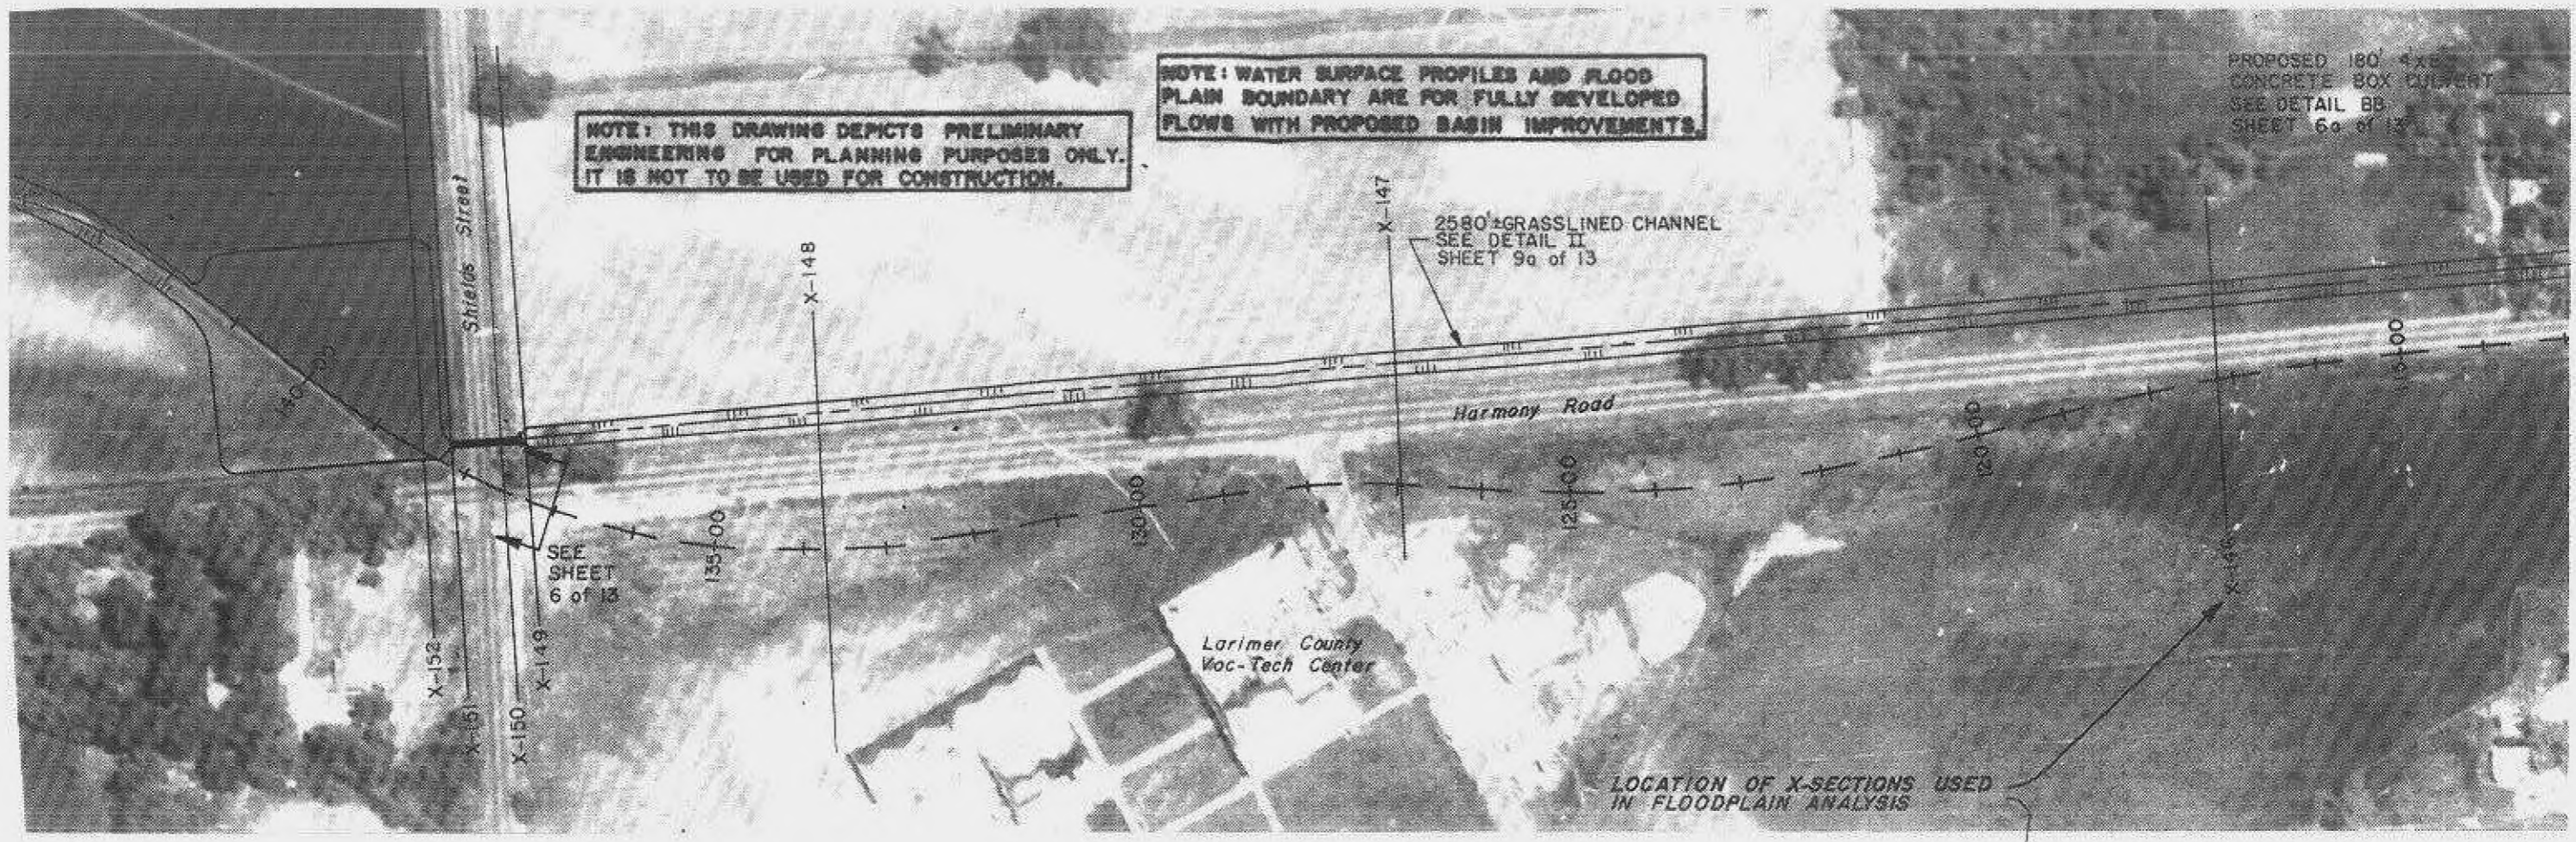 NOTE: THIS DRAWING DEPICTS PRELIMINARY
ENGINEERING FOR PLANNING PURPOSES ONLY.
IT IS NOT TO BE USED FOR CONSTRUCTION.
NOTE: WATER SURFACE PROFILES AND FLOOD
PLAIN BOUNDARY ARE FOR FULLY DEVELOPED
FLOWS WITH PROPOSED BASIN IMPROVEMENTS.
PROPOSED 180'
CONCRETE BOX CULVERT
SEE DETAIL BB
SHEET 6a of 13
Shields Street
X-148
X-147
2580'± GRASSLINED CHANNEL
SEE DETAIL II
SHEET 9a of 13
140+00
Harmony Road
115+00
120+00
125+00
130+00
135+00
SEE
SHEET
6 of 13
X-152
X-151
X-150
X-149
X-146
Larimer County
Voc-Tech Center
LOCATION OF X-SECTIONS USED
IN FLOODPLAIN ANALYSIS